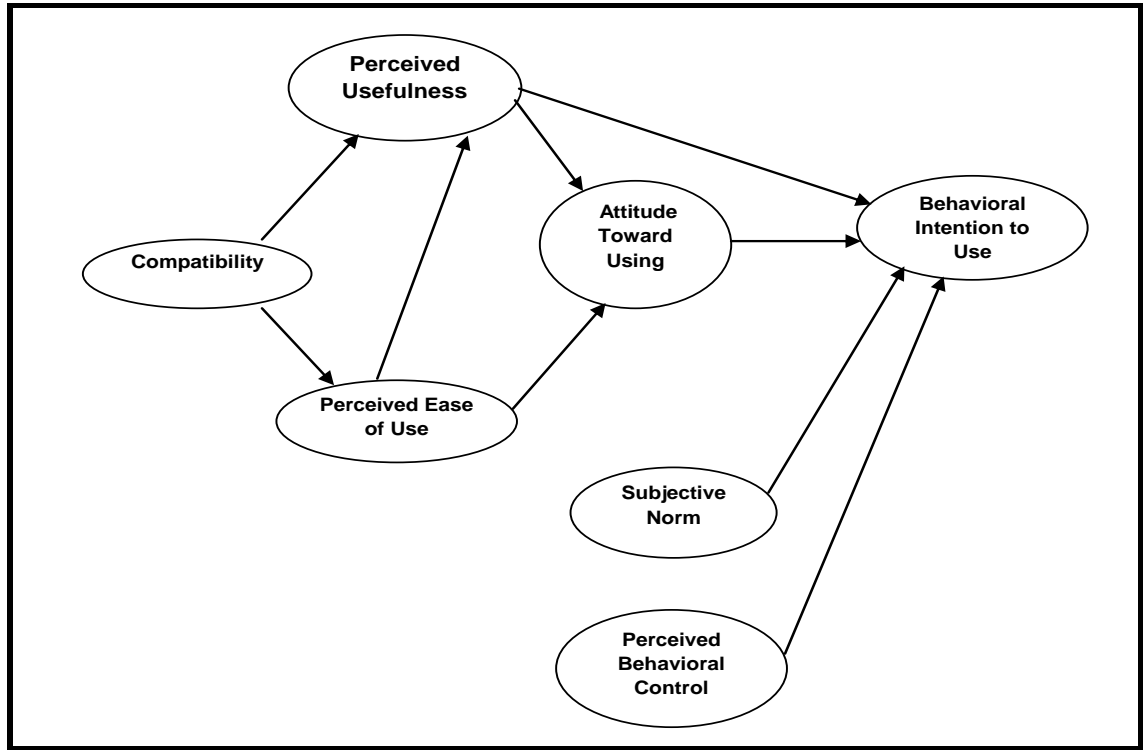 Perceived
Usefulness
Compatibility
Attitude
Toward
Using
Behavioral
Intention to
Use
Perceived Ease
of Use
Subjective
Norm
Perceived
Behavioral
Control